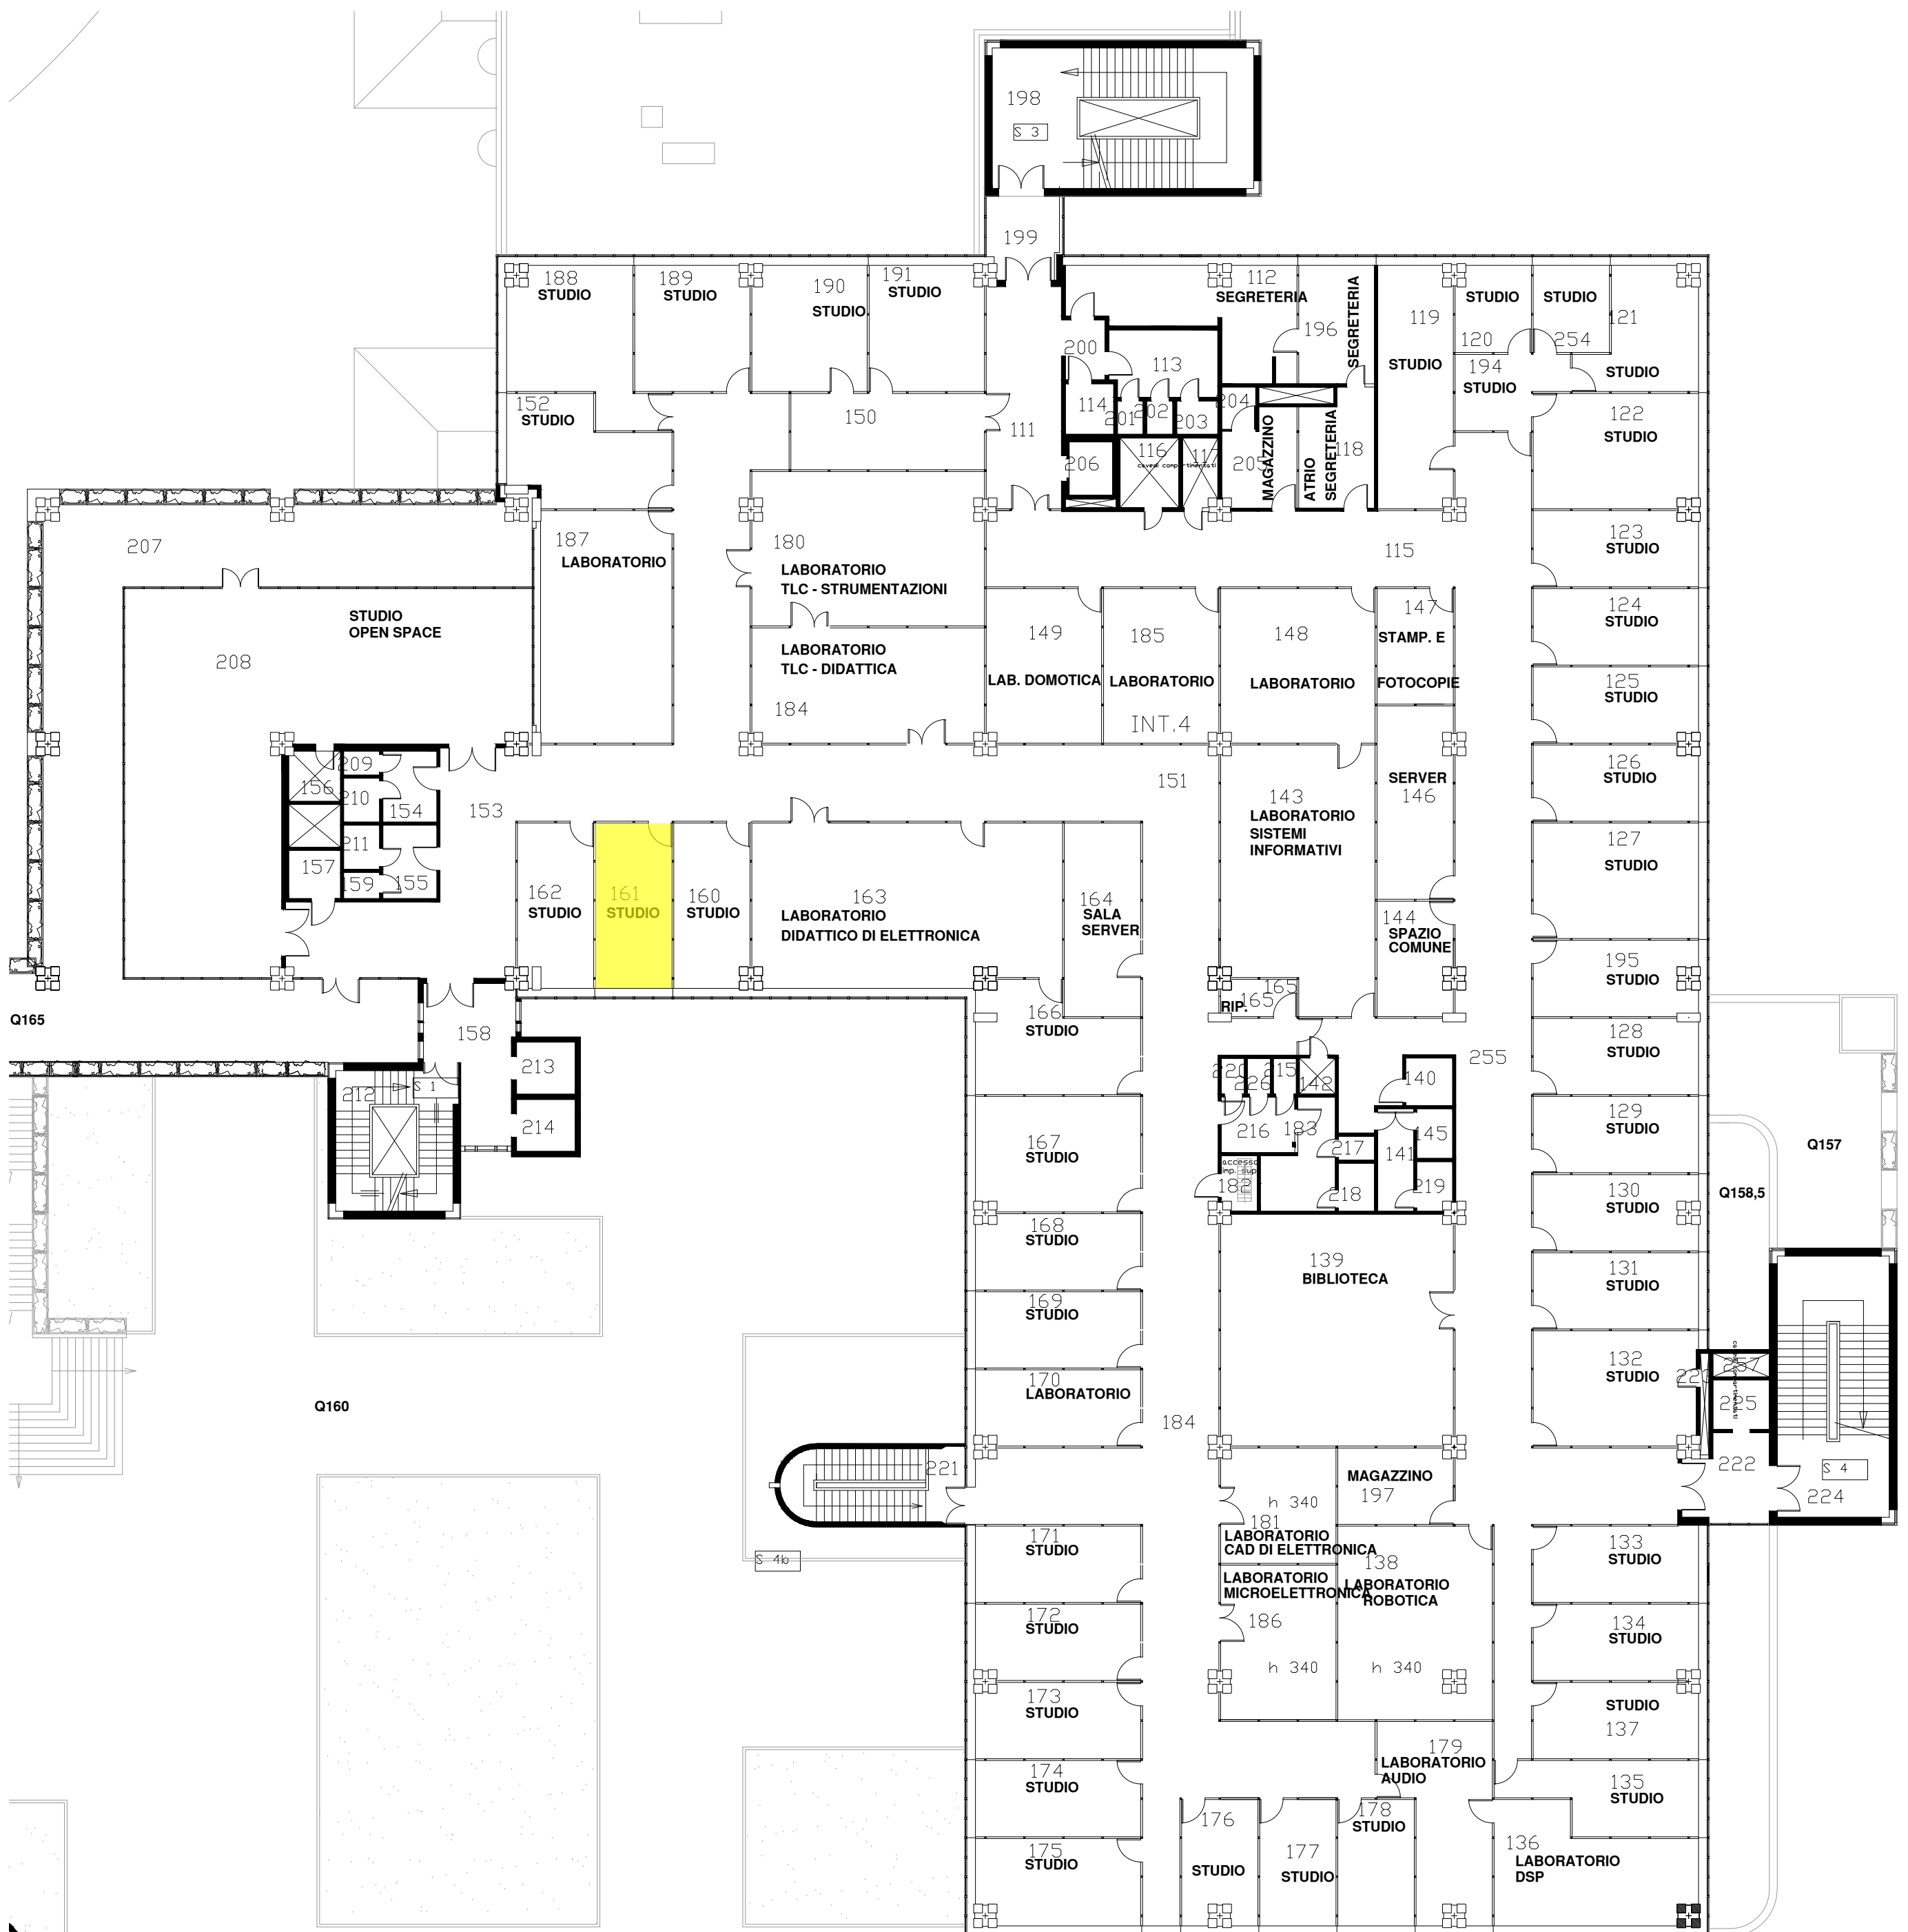 198
S 3
199
188
STUDIO
189
STUDIO
190
STUDIO
191
STUDIO
112
SEGRETERIA
196
SEGRETERIA
119
STUDIO
STUDIO
120
STUDIO
254
121
STUDIO
194
STUDIO
200
113
114
201
202
203
204
152
STUDIO
150
111
206
116
117
cavedi compartimentati
205
MAGAZZINO
ATRIO
SEGRETERIA
118
122
STUDIO
207
187
LABORATORIO
180
LABORATORIO
TLC - STRUMENTAZIONI
115
123
STUDIO
STUDIO
OPEN SPACE
208
LABORATORIO
TLC - DIDATTICA
184
149
LAB. DOMOTICA
185
LABORATORIO
INT.4
148
LABORATORIO
147
STAMP. E
FOTOCOPIE
124
STUDIO
125
STUDIO
209
156
210
154
153
211
157
159
155
151
143
LABORATORIO
SISTEMI
INFORMATIVI
SERVER
146
126
STUDIO
127
STUDIO
162
STUDIO
161
STUDIO
160
STUDIO
163
LABORATORIO
DIDATTICO DI ELETTRONICA
164
SALA
SERVER
144
SPAZIO
COMUNE
195
STUDIO
Q165
158
165
165
RIP.
166
STUDIO
255
128
STUDIO
213
212
S 1
214
220
226
215
142
140
216
183
217
141
145
accesso
imp. sup.
182
218
219
167
STUDIO
129
STUDIO
Q157
Q158,5
168
STUDIO
130
STUDIO
139
BIBLIOTECA
131
STUDIO
169
STUDIO
170
LABORATORIO
132
STUDIO
225
Q160
184
221
222
S 4
224
MAGAZZINO
197
h 340
181
LABORATORIO
CAD DI ELETTRONICA
S 4b
171
STUDIO
138
LABORATORIO
ROBOTICA
LABORATORIO
MICROELETTRONICA
186
h 340
h 340
133
STUDIO
172
STUDIO
134
STUDIO
173
STUDIO
STUDIO
137
179
LABORATORIO
AUDIO
174
STUDIO
135
STUDIO
176
STUDIO
177
STUDIO
178
STUDIO
136
LABORATORIO
DSP
175
STUDIO